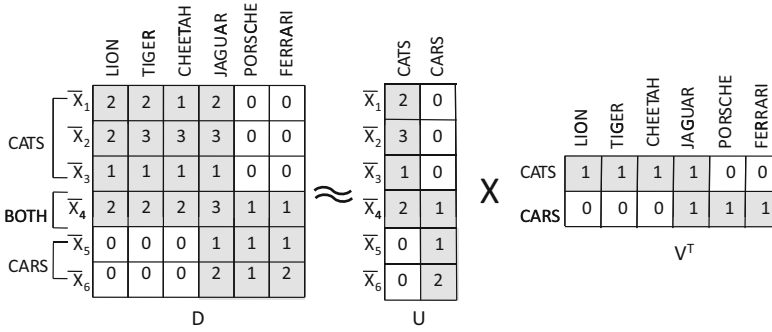 LION TIGER CHEETAH JAGUAR PORSCHE FERRARI
CATS CARS
LION TIGER CHEETAH JAGUAR PORSCHE FERRARI
CATS
BOTH
CARS
X̅1 2 2 1 2 0 0
X̅2 2 3 3 3 0 0
X̅3 1 1 1 1 0 0
X̅4 2 2 2 3 1 1
X̅5 0 0 0 1 1 1
X̅6 0 0 0 2 1 2
D
≈
X̅1 2 0
X̅2 3 0
X̅3 1 0
X̅4 2 1
X̅5 0 1
X̅6 0 2
U
X
CATS 1 1 1 1 0 0
CARS 0 0 0 1 1 1
V^T